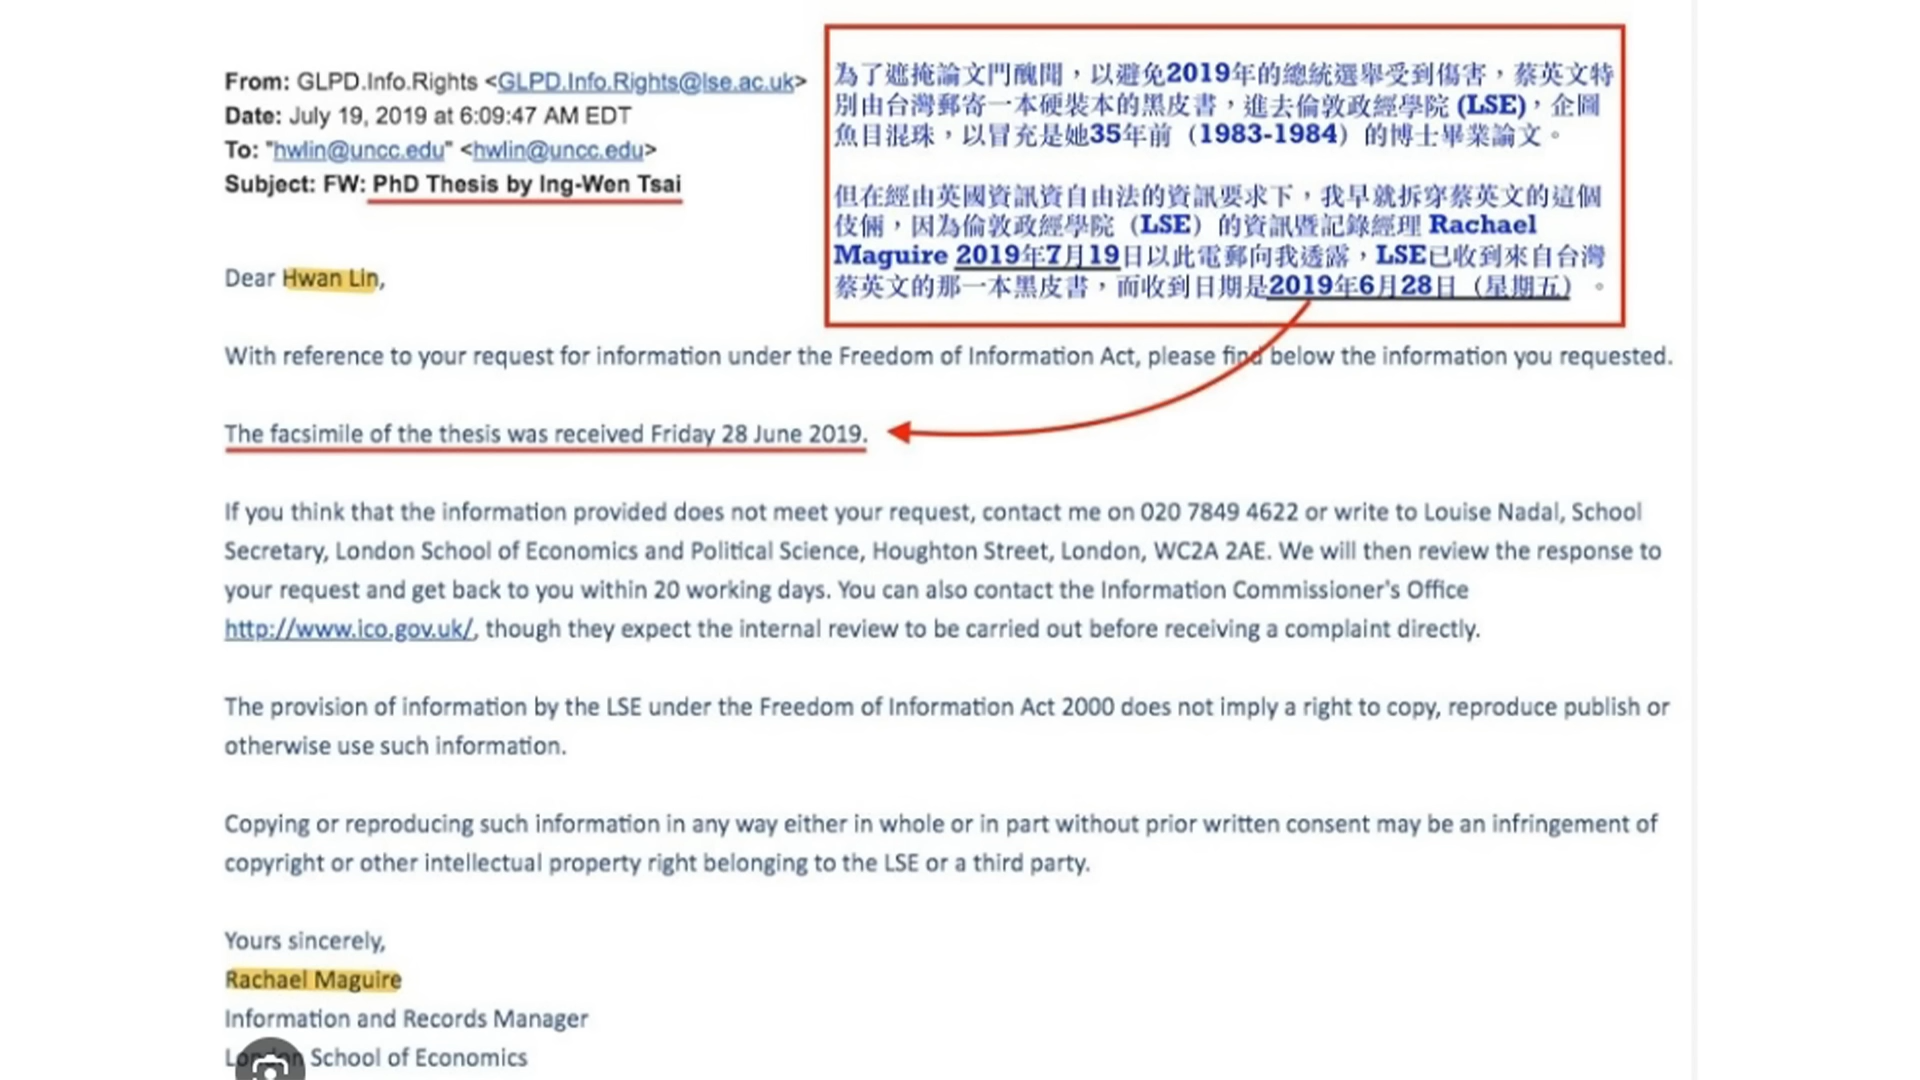 From: GLPD.Info.Rights <GLPD.Info.Rights@lse.ac.uk>
Date: July 19, 2019 at 6:09:47 AM EDT
To: "hwlin@uncc.edu" <hwlin@uncc.edu>
Subject: FW: PhD Thesis by Ing-Wen Tsai
為了遮掩論文門醜聞，以避免2019年的總統選舉受到傷害，蔡英文特
別由台灣郵寄一本硬裝本的黑皮書，進去倫敦政經學院 (LSE)，企圖
魚目混珠，以冒充是她35年前（1983-1984）的博士畢業論文。
但在經由英國資訊資自由法的資訊要求下，我早就拆穿蔡英文的這個
伎倆，因為倫敦政經學院（LSE）的資訊暨記錄經理 Rachael
Maguire 2019年7月19日以此電郵向我透露，LSE已收到來自台灣
蔡英文的那一本黑皮書，而收到日期是2019年6月28日（星期五）。
Dear Hwan Lin,
With reference to your request for information under the Freedom of Information Act, please find below the information you requested.
The facsimile of the thesis was received Friday 28 June 2019.
If you think that the information provided does not meet your request, contact me on 020 7849 4622 or write to Louise Nadal, School
Secretary, London School of Economics and Political Science, Houghton Street, London, WC2A 2AE. We will then review the response to
your request and get back to you within 20 working days. You can also contact the Information Commissioner's Office
http://www.ico.gov.uk/, though they expect the internal review to be carried out before receiving a complaint directly.
The provision of information by the LSE under the Freedom of Information Act 2000 does not imply a right to copy, reproduce publish or
otherwise use such information.
Copying or reproducing such information in any way either in whole or in part without prior written consent may be an infringement of
copyright or other intellectual property right belonging to the LSE or a third party.
Yours sincerely,
Rachael Maguire
Information and Records Manager
London School of Economics